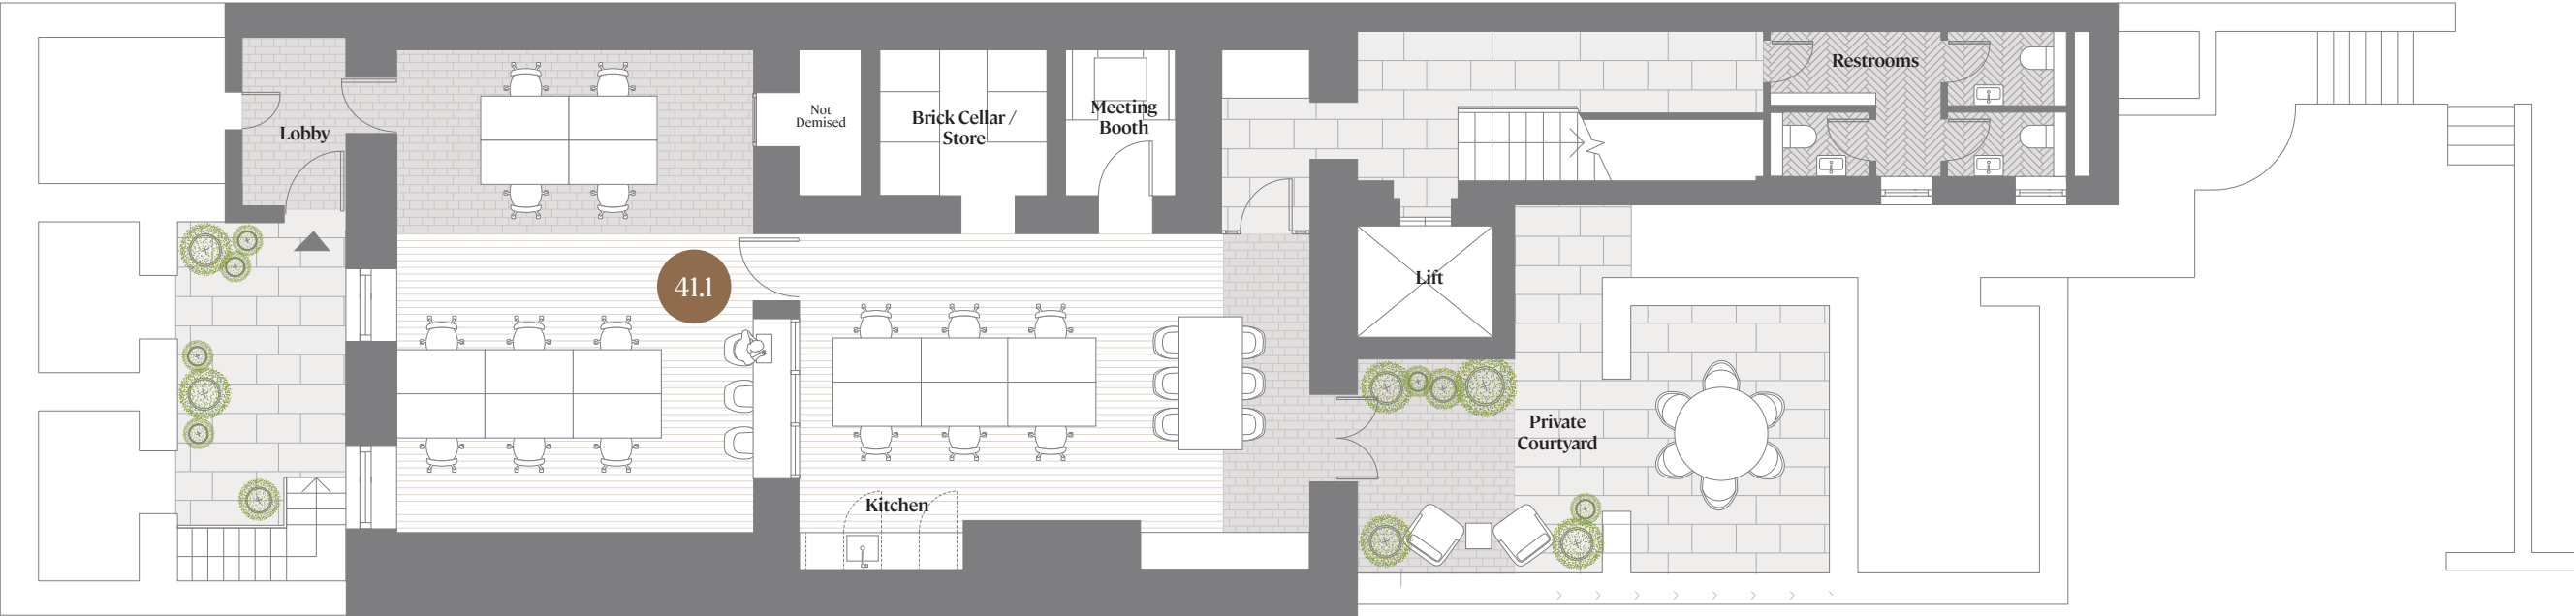 Lobby
Not
Demised
Brick Cellar /
Store
Meeting
Booth
Restrooms
41.1
Lift
Private
Courtyard
Kitchen